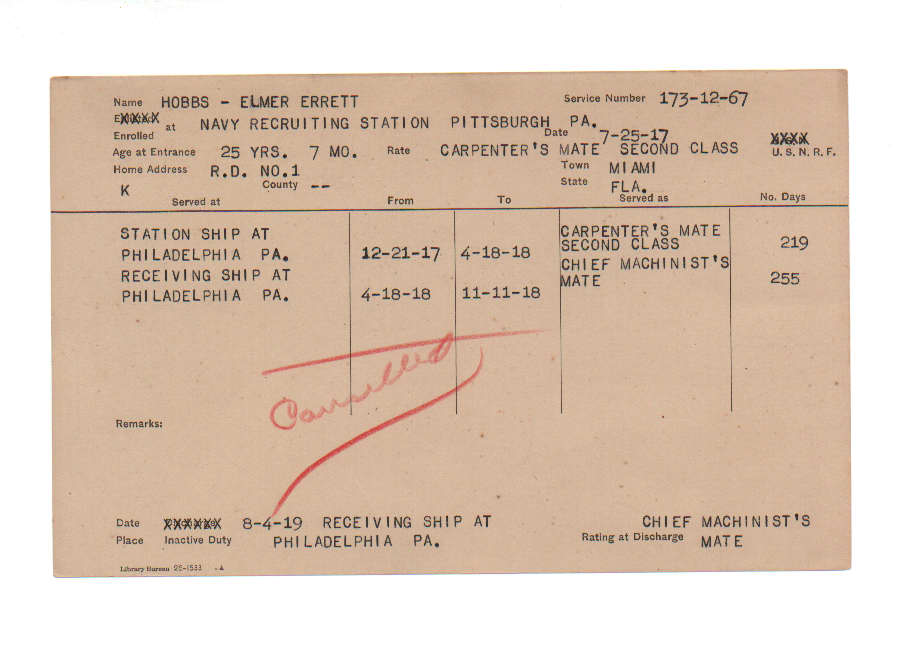 Name HOBBS - ELMER ERRETT Service Number 173-12-67
Enrolled at NAVY RECRUITING STATION PITTSBURGH PA. Date 7-25-17
Age at Entrance 25 YRS. 7 MO. Rate CARPENTER'S MATE SECOND CLASS U.S.N.R.F.
Home Address R.D. NO.1 Town MIAMI
K County -- State FLA.
Served at From To Served as No. Days
STATION SHIP AT CARPENTER'S MATE
PHILADELPHIA PA. 12-21-17 4-18-18 SECOND CLASS 219
RECEIVING SHIP AT CHIEF MACHINIST'S
PHILADELPHIA PA. 4-18-18 11-11-18 MATE 255
Cancelled
Remarks:
Date XXXXXX 8-4-19 RECEIVING SHIP AT CHIEF MACHINIST'S
Place Inactive Duty PHILADELPHIA PA. Rating at Discharge MATE
Library Bureau 26-1533